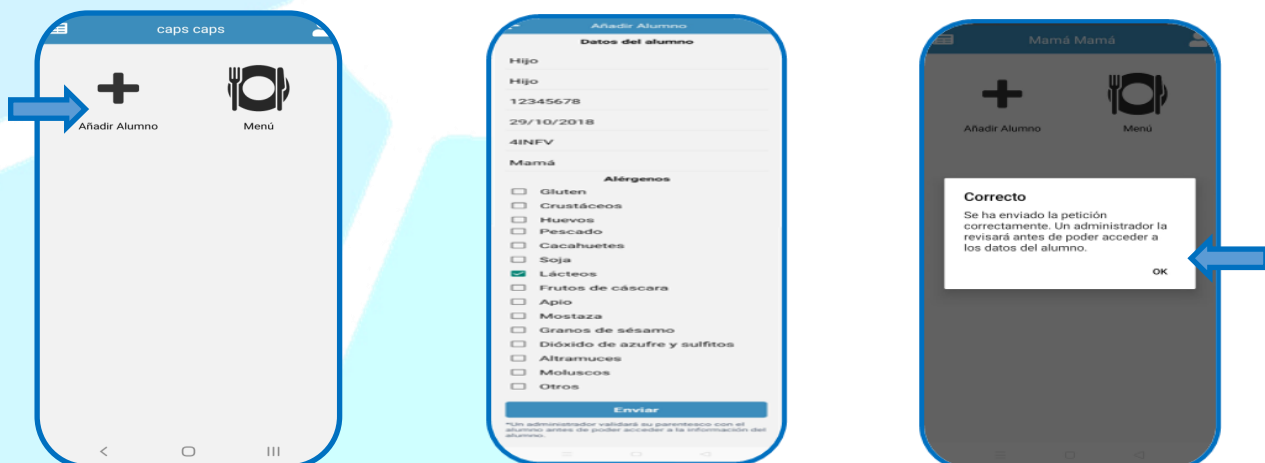 caps caps
Añadir Alumno
Menú
Añadir Alumno
Datos del alumno
Hijo
Hijo
12345678
29/10/2018
4INFV
Mamá
Alérgenos
Gluten
Crustáceos
Huevos
Pescado
Cacahuetes
Soja
Lácteos
Frutos de cáscara
Apio
Mostaza
Granos de sésamo
Dióxido de azufre y sulfitos
Altramuces
Moluscos
Otros
Enviar
*Un administrador validará su parentesco con el
alumno antes de poder acceder a la información del
alumno.
Mamá Mamá
Añadir Alumno
Menú
Correcto
Se ha enviado la petición
correctamente. Un administrador la
revisará antes de poder acceder a
los datos del alumno.
OK